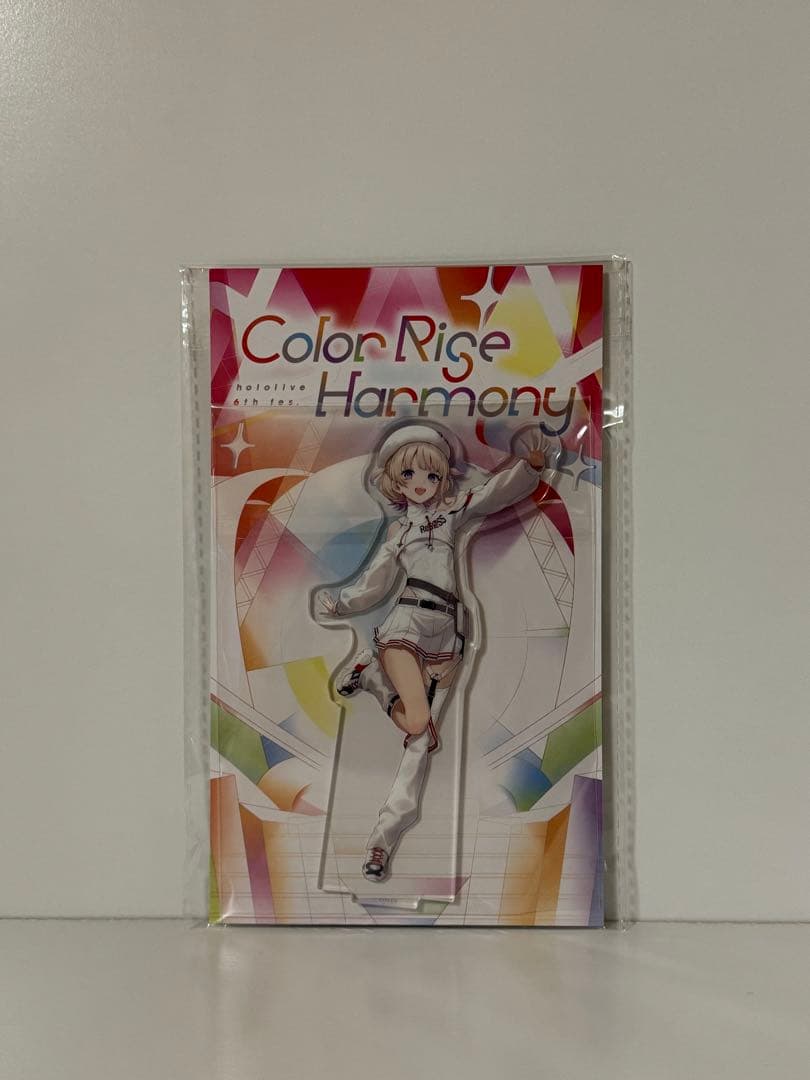 Color Rise
hololive
6th fes.
Harmony